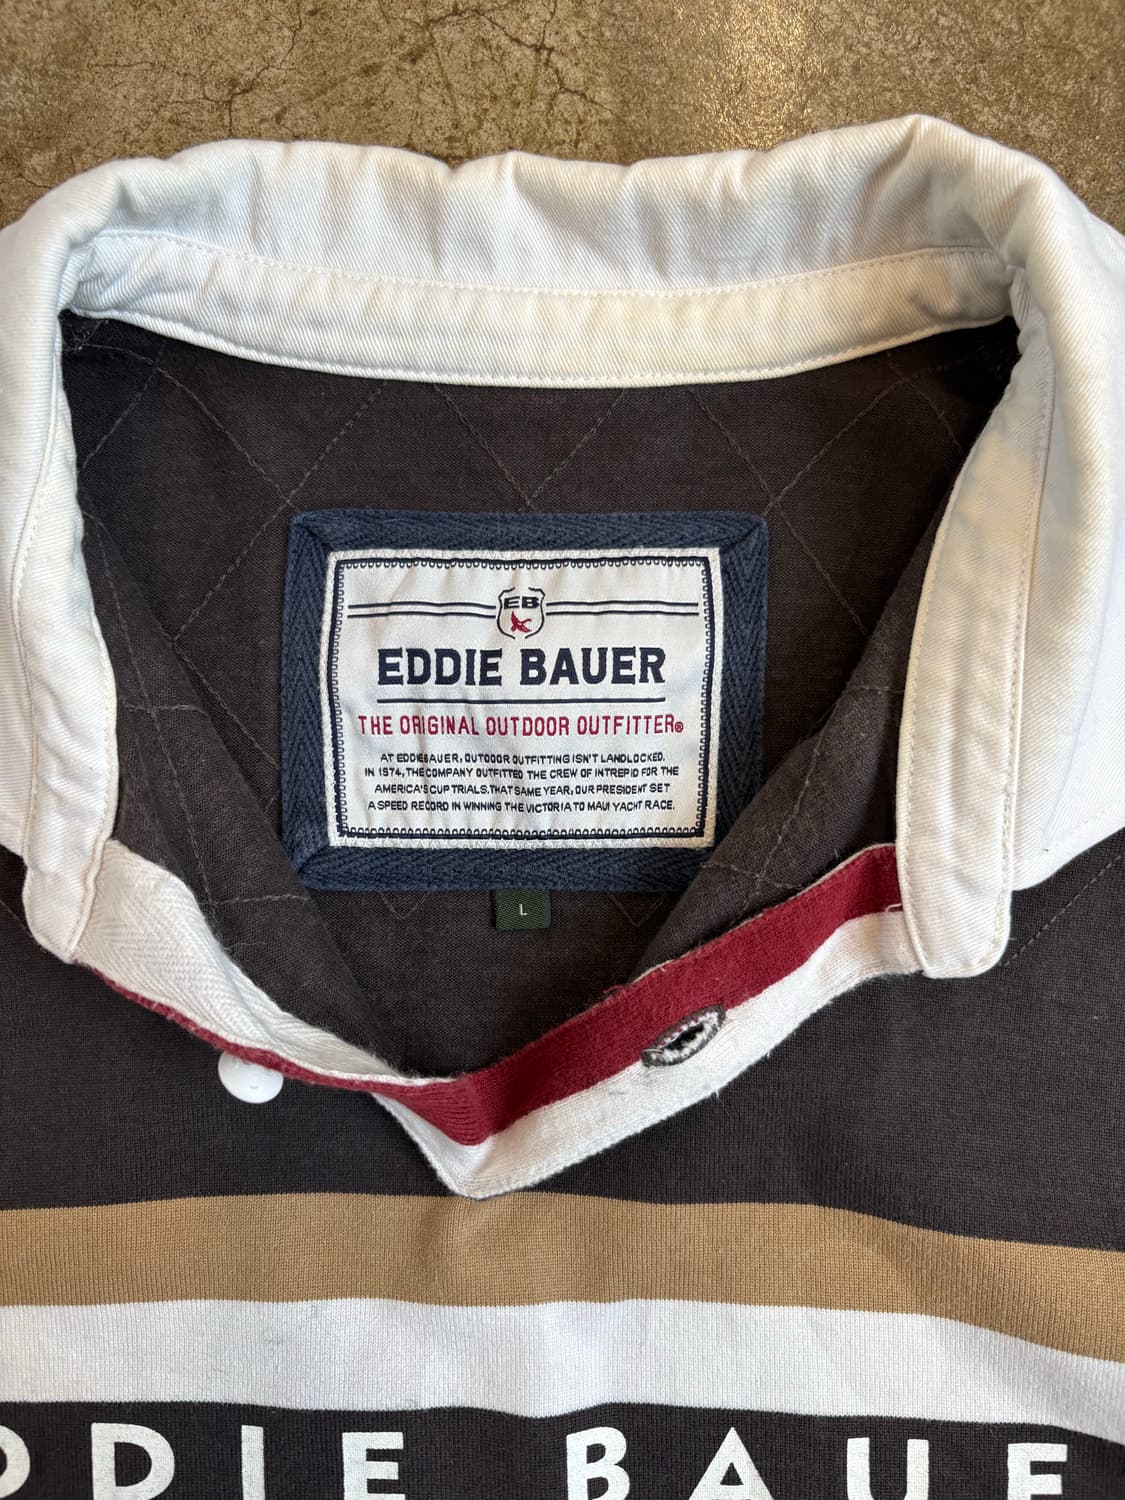 EB
EDDIE BAUER
THE ORIGINAL OUTDOOR OUTFITTER®
AT EDDIE BAUER, OUTDOOR OUTFITTING ISN'T LANDLOCKED.
IN 1974, THE COMPANY OUTFITTED THE CREW OF INTREPID FOR THE
AMERICA'S CUP TRIALS. THAT SAME YEAR, OUR PRESIDENT SET
A SPEED RECORD IN WINNING THE VICTORIA TO MAUI YACHT RACE.
L
DDIE BAUE